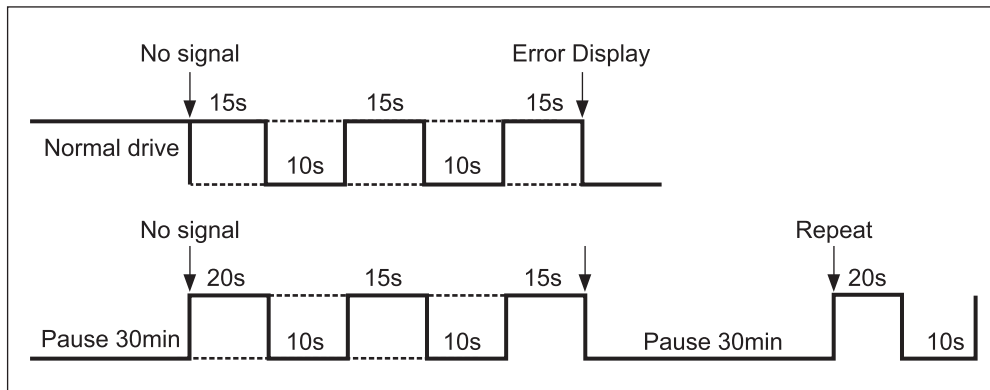 No signal
Error Display
15s
15s
15s
Normal drive
10s
10s
No signal
Repeat
20s
15s
15s
20s
Pause 30min
10s
10s
Pause 30min
10s